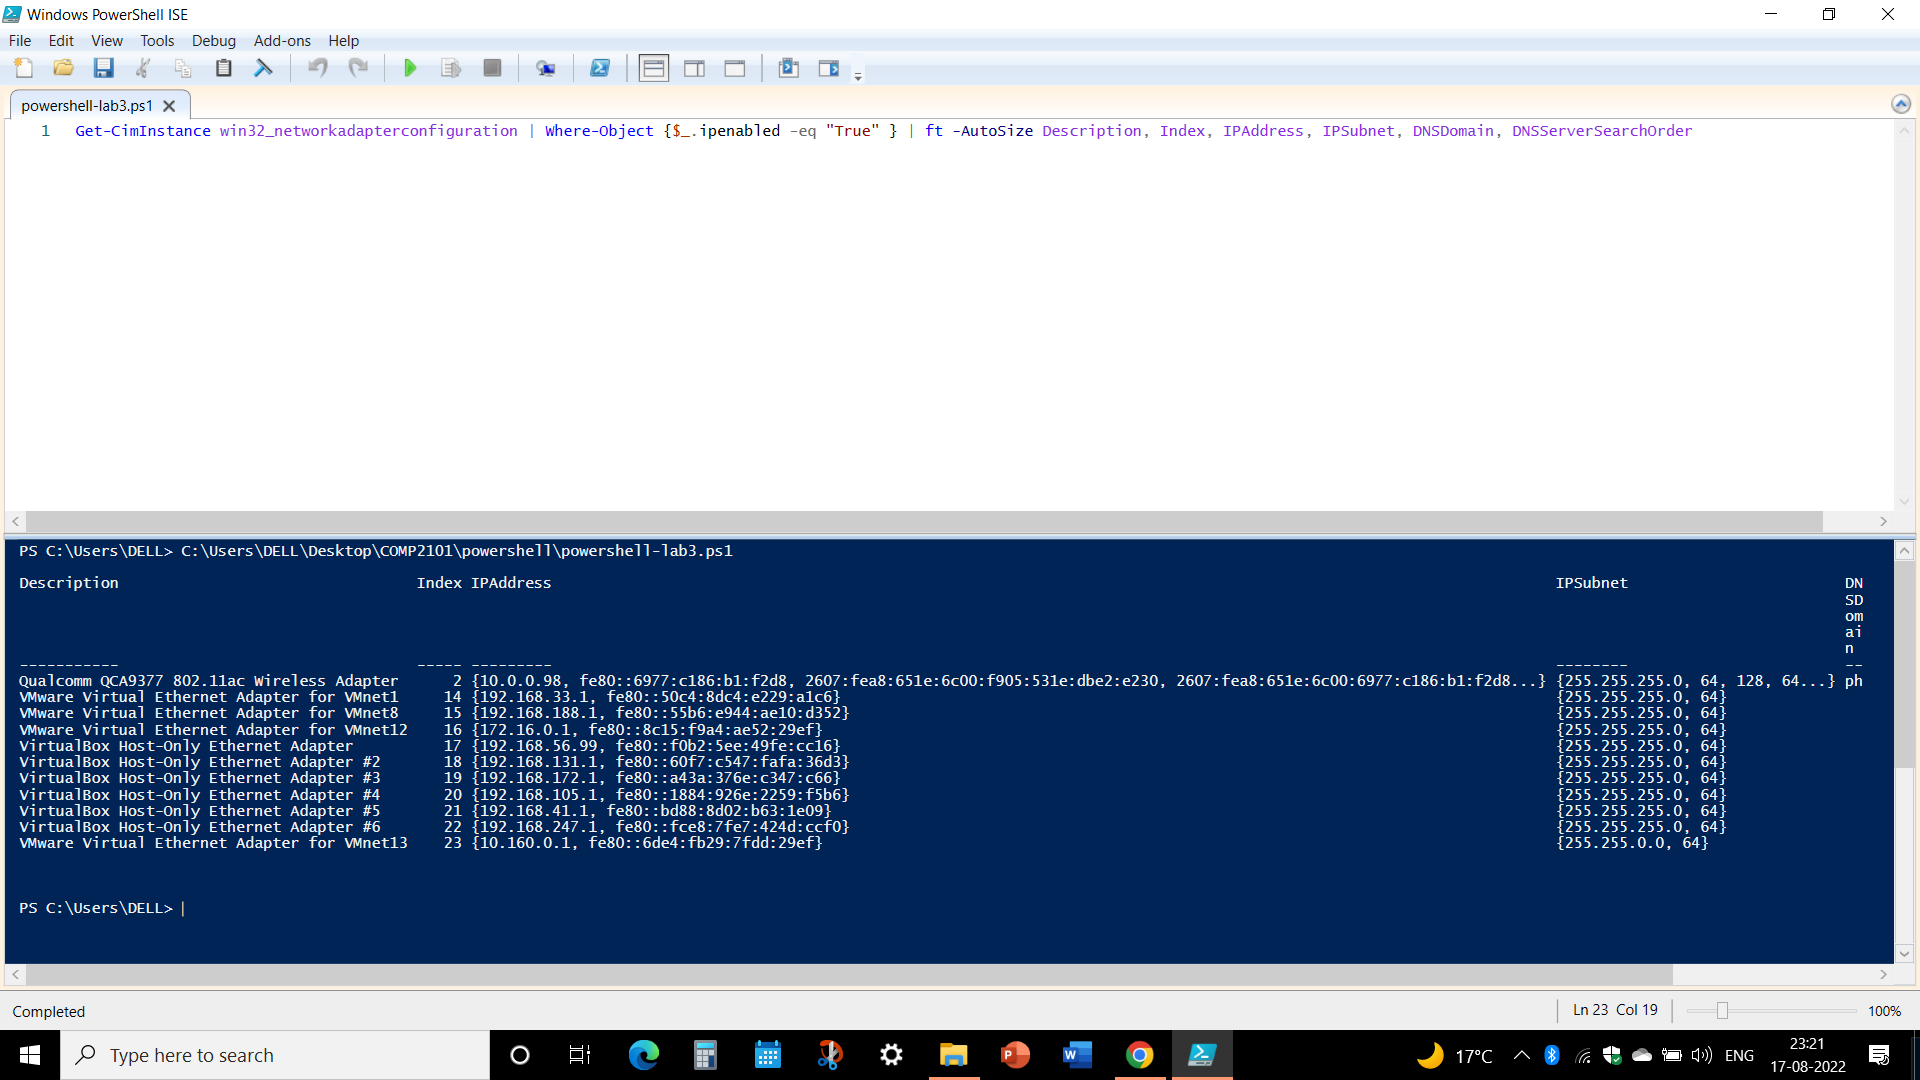 Windows PowerShell ISE
File Edit View Tools Debug Add-ons Help
powershell-lab3.ps1
1 Get-CimInstance win32_networkadapterconfiguration | Where-Object {$_.ipenabled -eq "True" } | ft -AutoSize Description, Index, IPAddress, IPSubnet, DNSDomain, DNSServerSearchOrder
PS C:\Users\DELL> C:\Users\DELL\Desktop\COMP2101\powershell\powershell-lab3.ps1
Description Index IPAddress IPSubnet DN
SD
om
ai
n
----------- ----- --------- -------- --
Qualcomm QCA9377 802.11ac Wireless Adapter 2 {10.0.0.98, fe80::6977:c186:b1:f2d8, 2607:fea8:651e:6c00:f905:531e:dbe2:e230, 2607:fea8:651e:6c00:6977:c186:b1:f2d8...} {255.255.255.0, 64, 128, 64...} ph
VMware Virtual Ethernet Adapter for VMnet1 14 {192.168.33.1, fe80::50c4:8dc4:e229:a1c6} {255.255.255.0, 64}
VMware Virtual Ethernet Adapter for VMnet8 15 {192.168.188.1, fe80::55b6:e944:ae10:d352} {255.255.255.0, 64}
VMware Virtual Ethernet Adapter for VMnet12 16 {172.16.0.1, fe80::8c15:f9a4:ae52:29ef} {255.255.255.0, 64}
VirtualBox Host-Only Ethernet Adapter 17 {192.168.56.99, fe80::f0b2:5ee:49fe:cc16} {255.255.255.0, 64}
VirtualBox Host-Only Ethernet Adapter #2 18 {192.168.131.1, fe80::60f7:c547:fafa:36d3} {255.255.255.0, 64}
VirtualBox Host-Only Ethernet Adapter #3 19 {192.168.172.1, fe80::a43a:376e:c347:c66} {255.255.255.0, 64}
VirtualBox Host-Only Ethernet Adapter #4 20 {192.168.105.1, fe80::1884:926e:2259:f5b6} {255.255.255.0, 64}
VirtualBox Host-Only Ethernet Adapter #5 21 {192.168.41.1, fe80::bd88:8d02:b63:1e09} {255.255.255.0, 64}
VirtualBox Host-Only Ethernet Adapter #6 22 {192.168.247.1, fe80::fce8:7fe7:424d:ccf0} {255.255.255.0, 64}
VMware Virtual Ethernet Adapter for VMnet13 23 {10.160.0.1, fe80::6de4:fb29:7fdd:29ef} {255.255.0.0, 64}
PS C:\Users\DELL>
Completed Ln 23 Col 19 100%
Type here to search 17°C ENG 23:21
17-08-2022